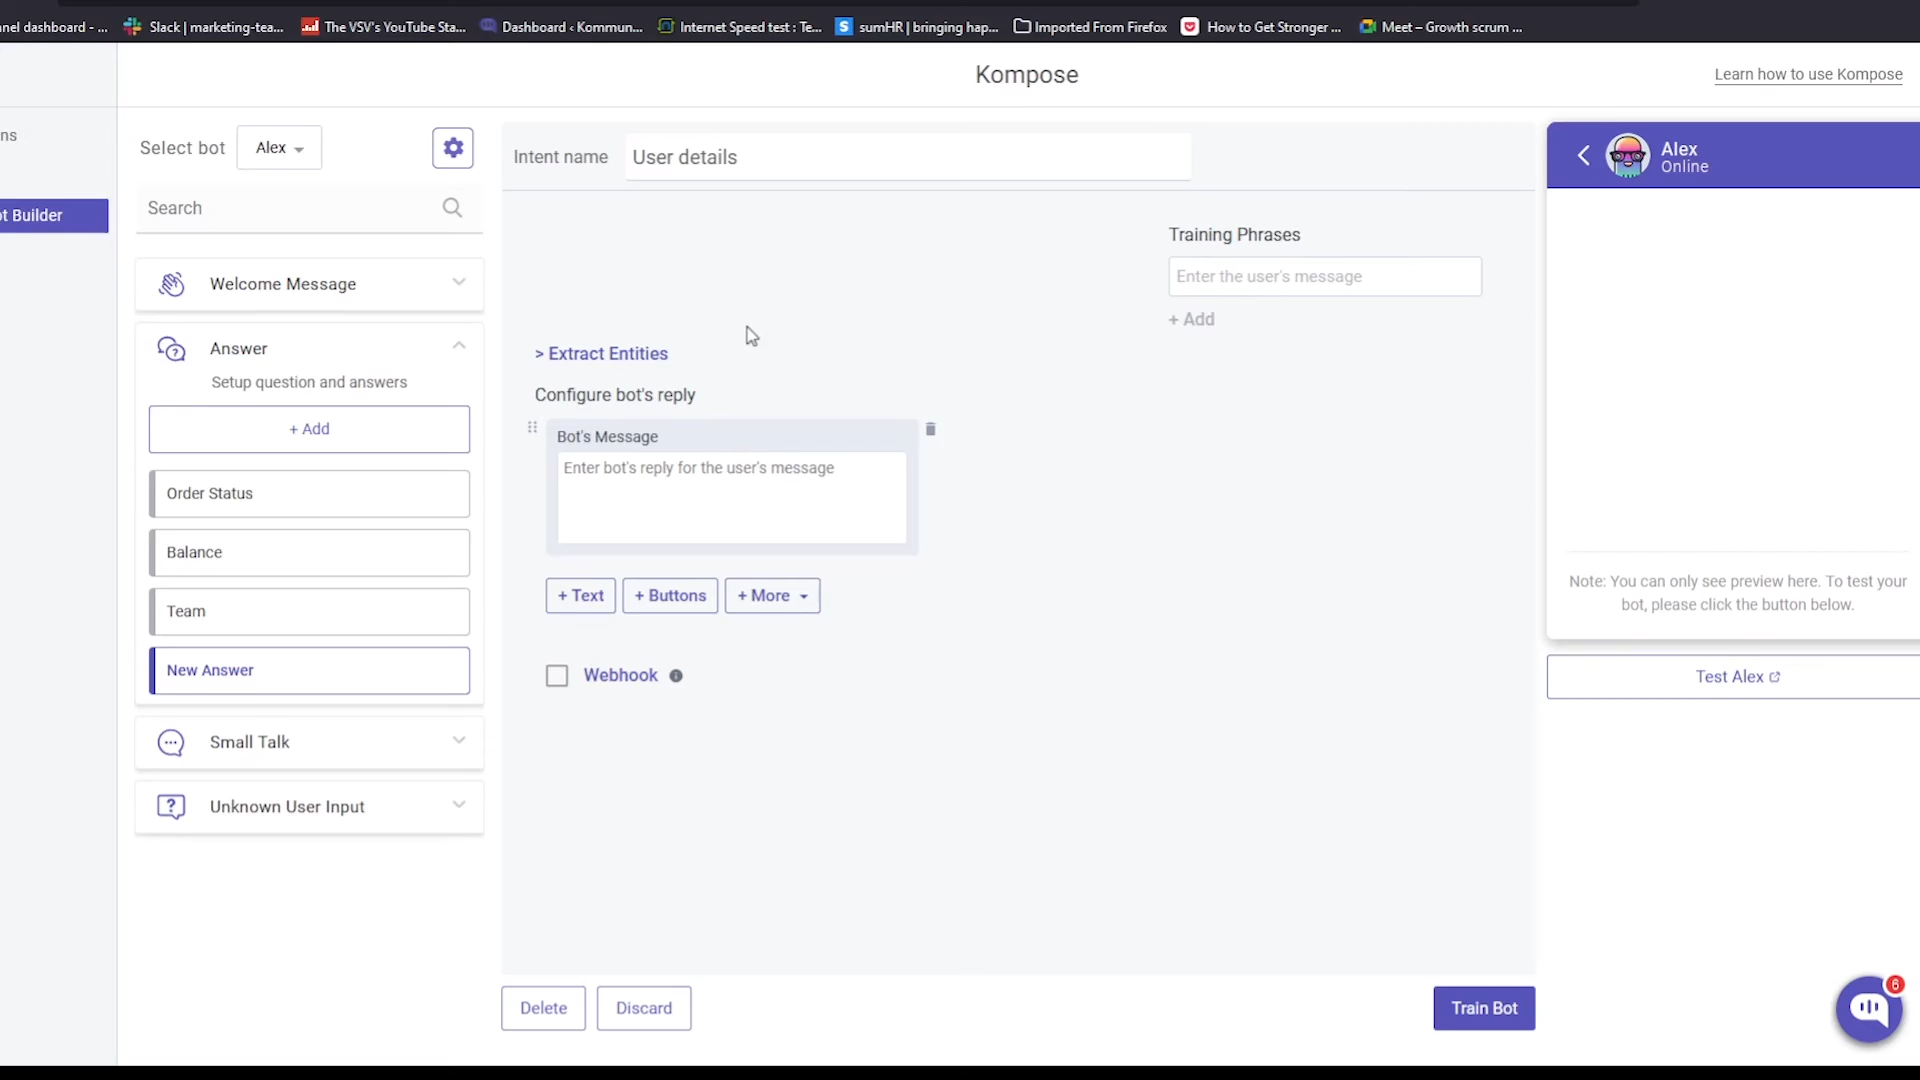 nel dashboard - ...
Slack | marketing-tea...
The VSV's YouTube Sta...
Dashboard ‹ Kommun...
Internet Speed test : Te...
S
sumHR | bringing hap...
Imported From Firefox
How to Get Stronger ...
Meet – Growth scrum ...
Kompose
Learn how to use Kompose
ns
ot Builder
Select bot
Alex
Search
Welcome Message
Answer
Setup question and answers
+ Add
Order Status
Balance
Team
New Answer
Small Talk
Unknown User Input
Intent name
User details
Training Phrases
Enter the user's message
+ Add
> Extract Entities
Configure bot's reply
Bot's Message
Enter bot's reply for the user's message
+ Text
+ Buttons
+ More
Webhook
Delete
Discard
Train Bot
Alex
Online
Note: You can only see preview here. To test your
bot, please click the button below.
Test Alex
6